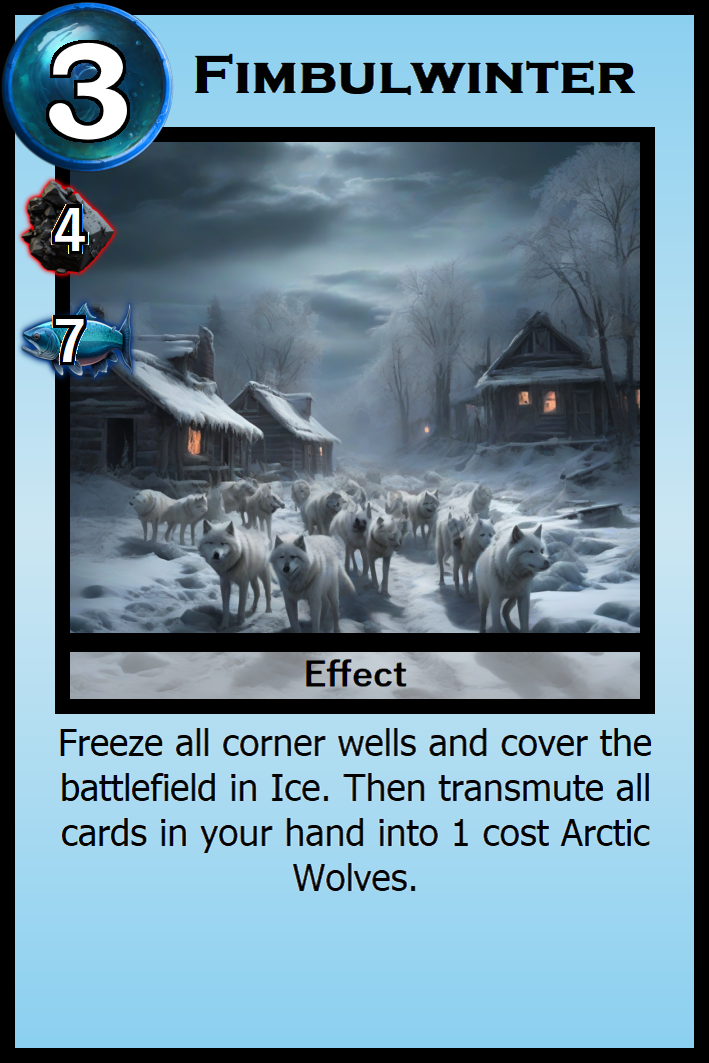 3
Fimbulwinter
4
7
Effect
Freeze all corner wells and cover the
battlefield in Ice. Then transmute all
cards in your hand into 1 cost Arctic
Wolves.